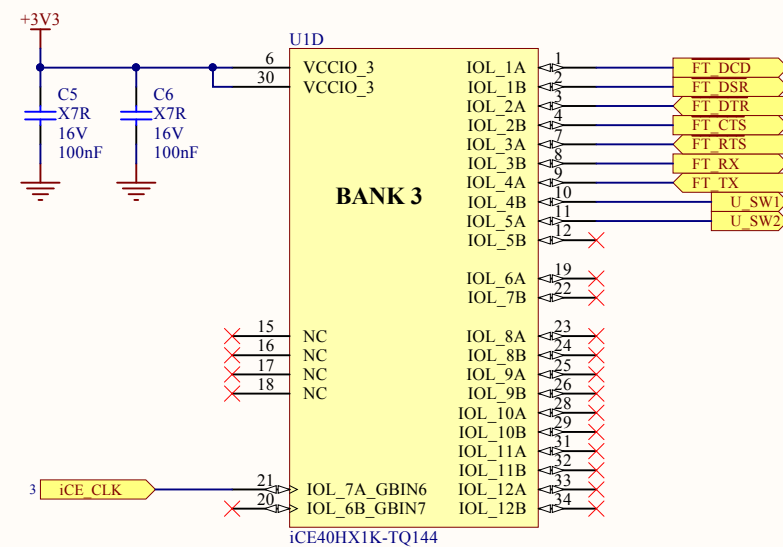 +3V3
U1D
6 VCCIO_3
30 VCCIO_3
C5
X7R
16V
100nF
C6
X7R
16V
100nF
BANK 3
IOL_1A 1 FT_DCD
IOL_1B 2 FT_DSR
IOL_2A 3 FT_DTR
IOL_2B 4 FT_CTS
IOL_3A 7 FT_RTS
IOL_3B 8 FT_RX
IOL_4A 9 FT_TX
IOL_4B 10 U_SW1
IOL_5A 11 U_SW2
IOL_5B 12
IOL_6A 19
IOL_7B 22
15 NC
16 NC
17 NC
18 NC
IOL_8A 23
IOL_8B 24
IOL_9A 25
IOL_9B 26
IOL_10A 28
IOL_10B 29
IOL_11A 31
IOL_11B 32
IOL_12A 33
IOL_12B 34
3 iCE_CLK 21 IOL_7A_GBIN6
20 IOL_6B_GBIN7
iCE40HX1K-TQ144